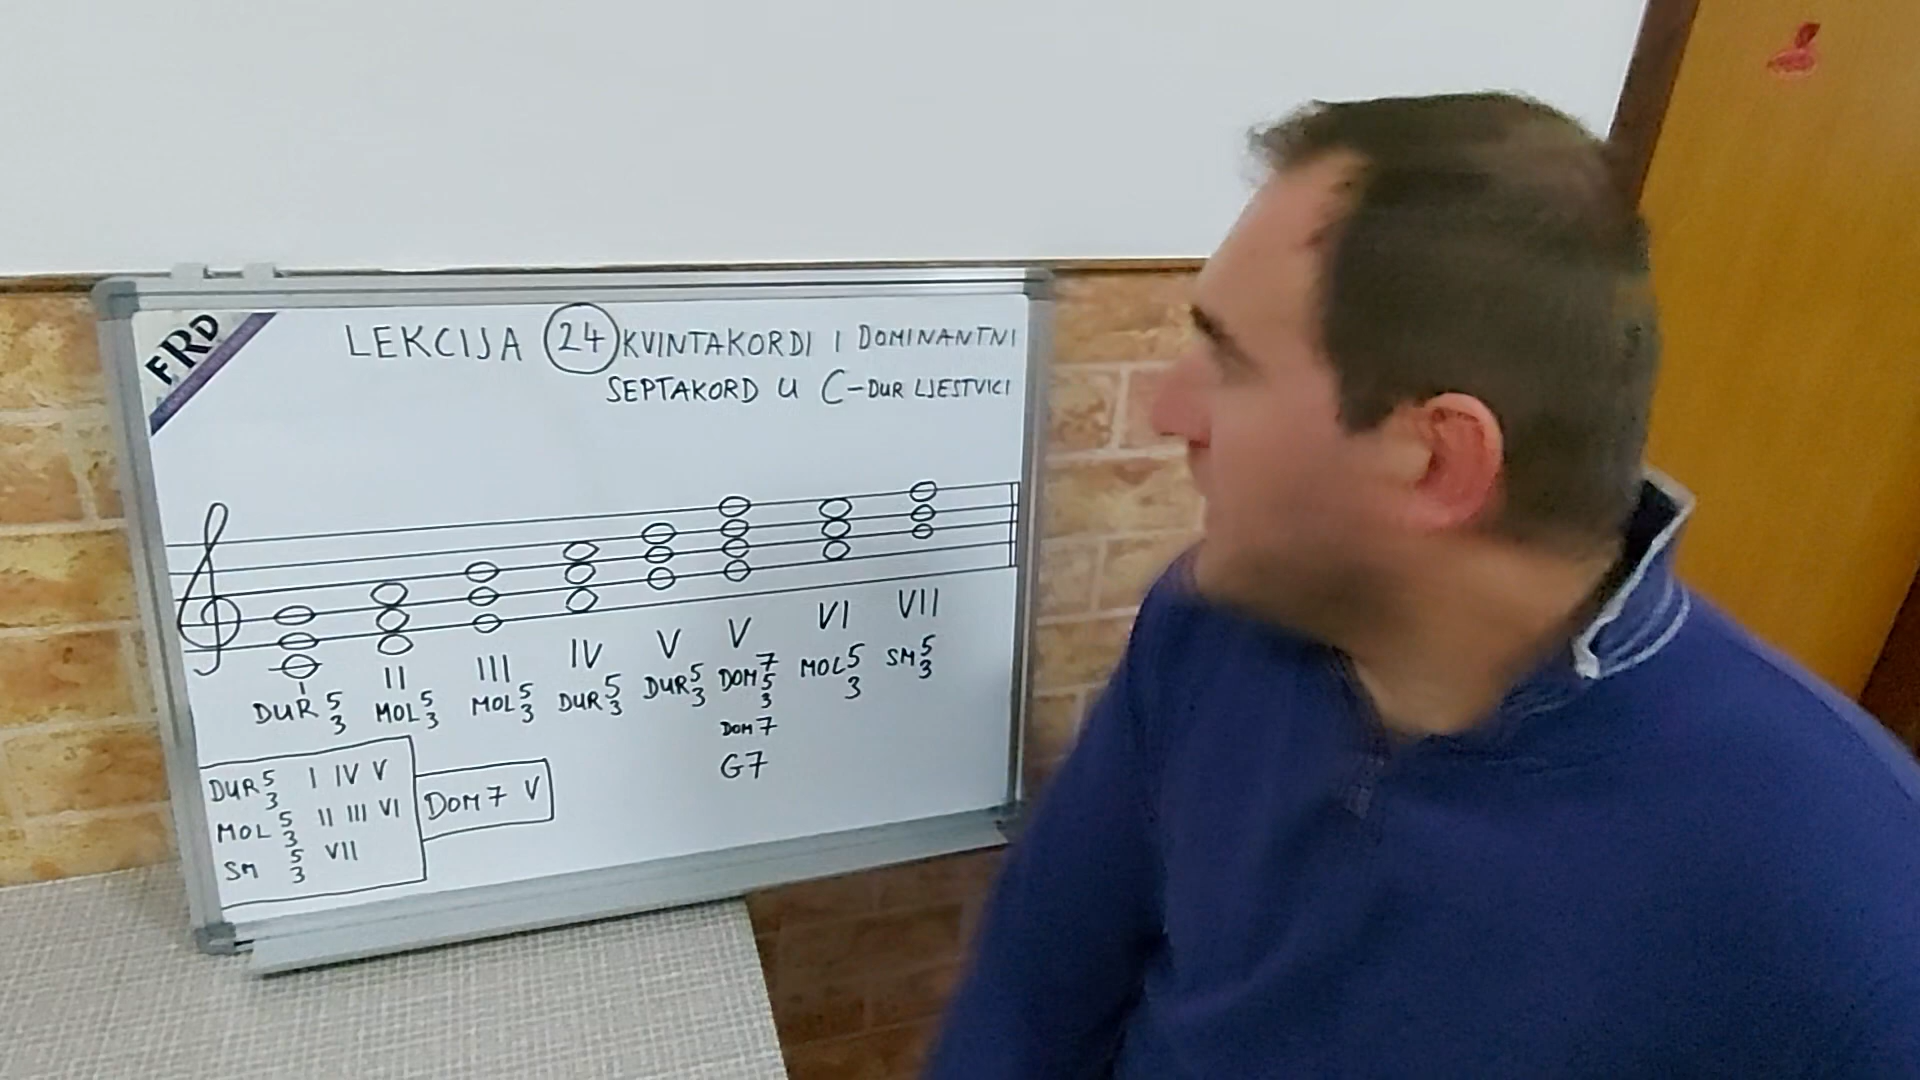 FRD
LEKCIJA 24 KVINTAKORDI I DOMINANTNI
SEPTAKORD U C-DUR LJESTVICI
I II III IV V V VI VII
DUR 5 3 MOL 5 3 MOL 5 3 DUR 5 3 DUR 5 3 DOM 7 5 3 MOL 5 3 SM 5 3
DOM 7
G7
DUR 5 3 I IV V
MOL 5 3 II III VI
SM 5 3 VII
DOM 7 V